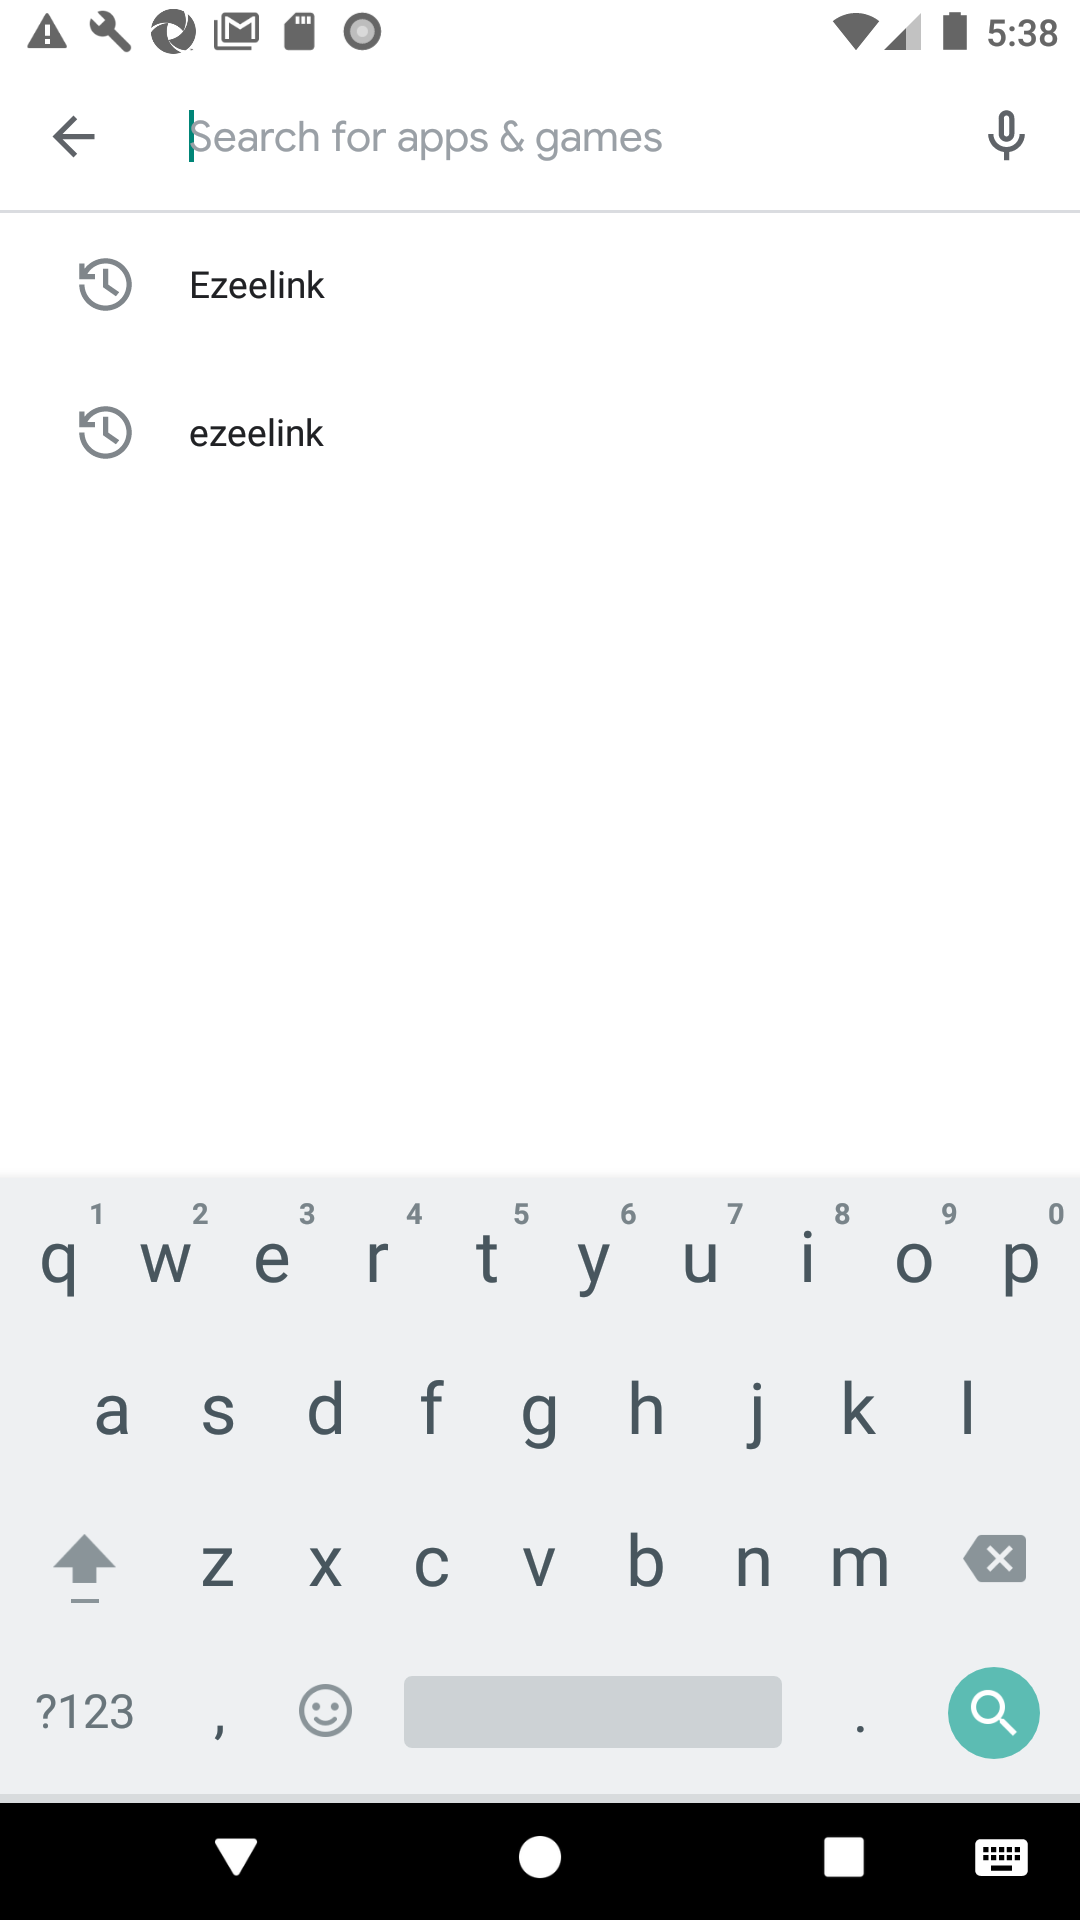 5:38
Search for apps & games
Ezeelink
ezeelink
1 2 3 4 5 6 7 8 9 0
q w e r t y u i o p
a s d f g h j k l
z x c v b n m
?123 , .